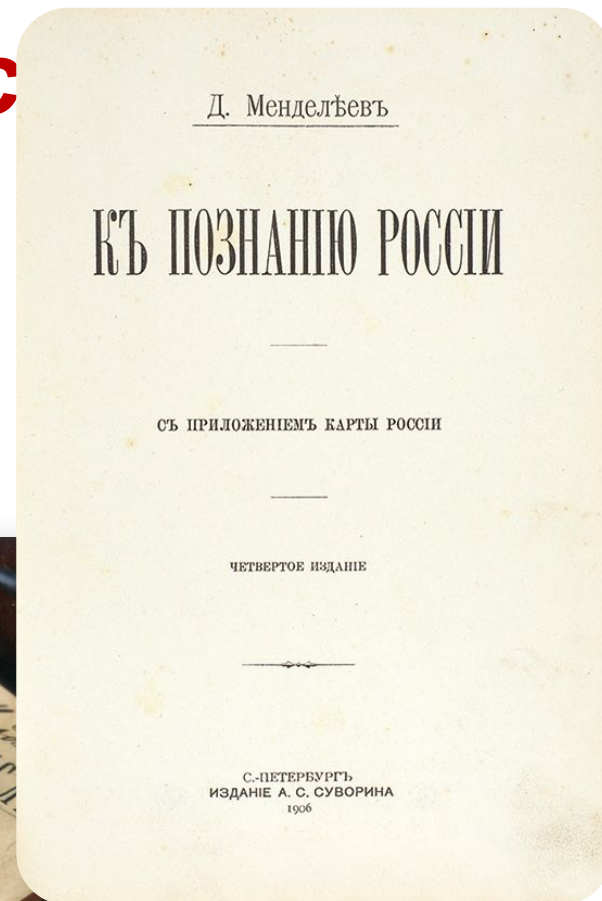 Д. Менделѣевъ
КЪ ПОЗНАНІЮ РОССІИ
СЪ ПРИЛОЖЕНІЕМЪ КАРТЫ РОССІИ
ЧЕТВЕРТОЕ ИЗДАНІЕ
С.-ПЕТЕРБУРГЪ
ИЗДАНІЕ А. С. СУВОРИНА
1906